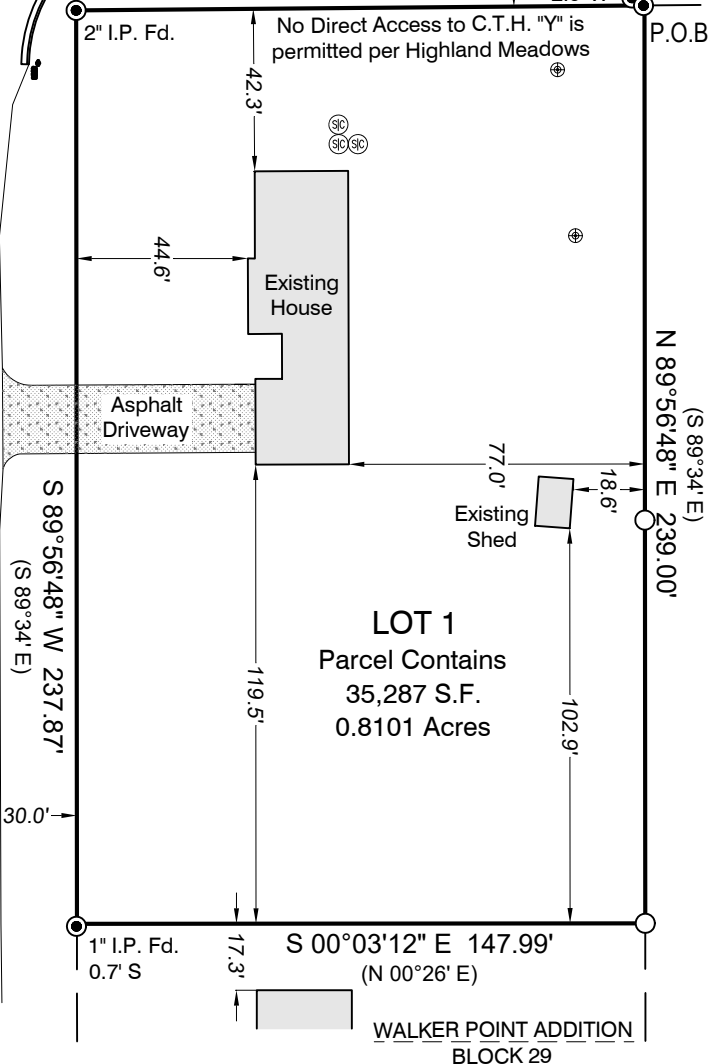 2" I.P. Fd.
No Direct Access to C.T.H. "Y" is
permitted per Highland Meadows
P.O.B
42.3'
S|C
S|C S|C
44.6'
Existing
House
Asphalt
Driveway
77.0'
18.6'
Existing
Shed
N 89°56'48" E 239.00'
(S 89°34' E)
S 89°56'48" W 237.87'
(S 89°34' E)
LOT 1
Parcel Contains
35,287 S.F.
0.8101 Acres
119.5'
102.9'
30.0'
1" I.P. Fd.
0.7' S
17.3'
S 00°03'12" E 147.99'
(N 00°26' E)
WALKER POINT ADDITION
BLOCK 29